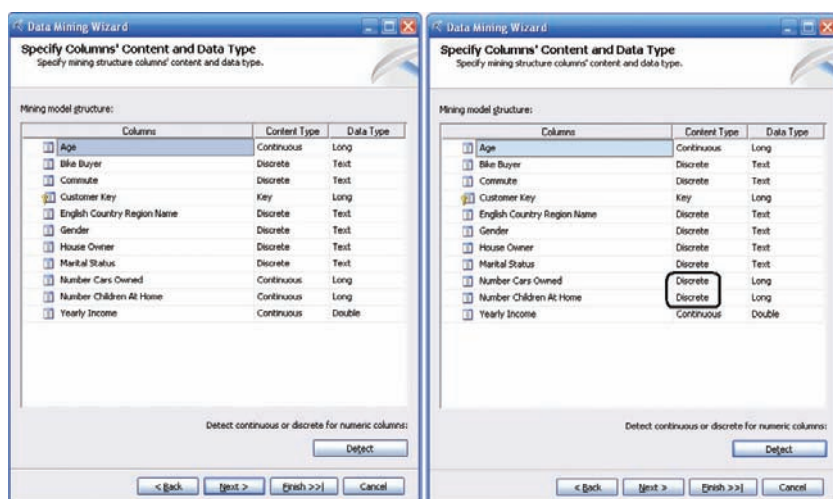 Data Mining Wizard
Specify Columns' Content and Data Type
Specify mining structure columns' content and data type.
Mining model structure:
Columns Content Type Data Type
Age Continuous Long
Bike Buyer Discrete Text
Commute Discrete Text
Customer Key Key Long
English Country Region Name Discrete Text
Gender Discrete Text
House Owner Discrete Text
Marital Status Discrete Text
Number Cars Owned Continuous Long
Number Children At Home Continuous Long
Yearly Income Continuous Double
Detect continuous or discrete for numeric columns:
Detect
< Back Next > Finish >>| Cancel
Data Mining Wizard
Specify Columns' Content and Data Type
Specify mining structure columns' content and data type.
Mining model structure:
Columns Content Type Data Type
Age Continuous Long
Bike Buyer Discrete Text
Commute Discrete Text
Customer Key Key Long
English Country Region Name Discrete Text
Gender Discrete Text
House Owner Discrete Text
Marital Status Discrete Text
Number Cars Owned Discrete Long
Number Children At Home Discrete Long
Yearly Income Continuous Double
Detect continuous or discrete for numeric columns:
Detect
< Back Next > Finish >>| Cancel